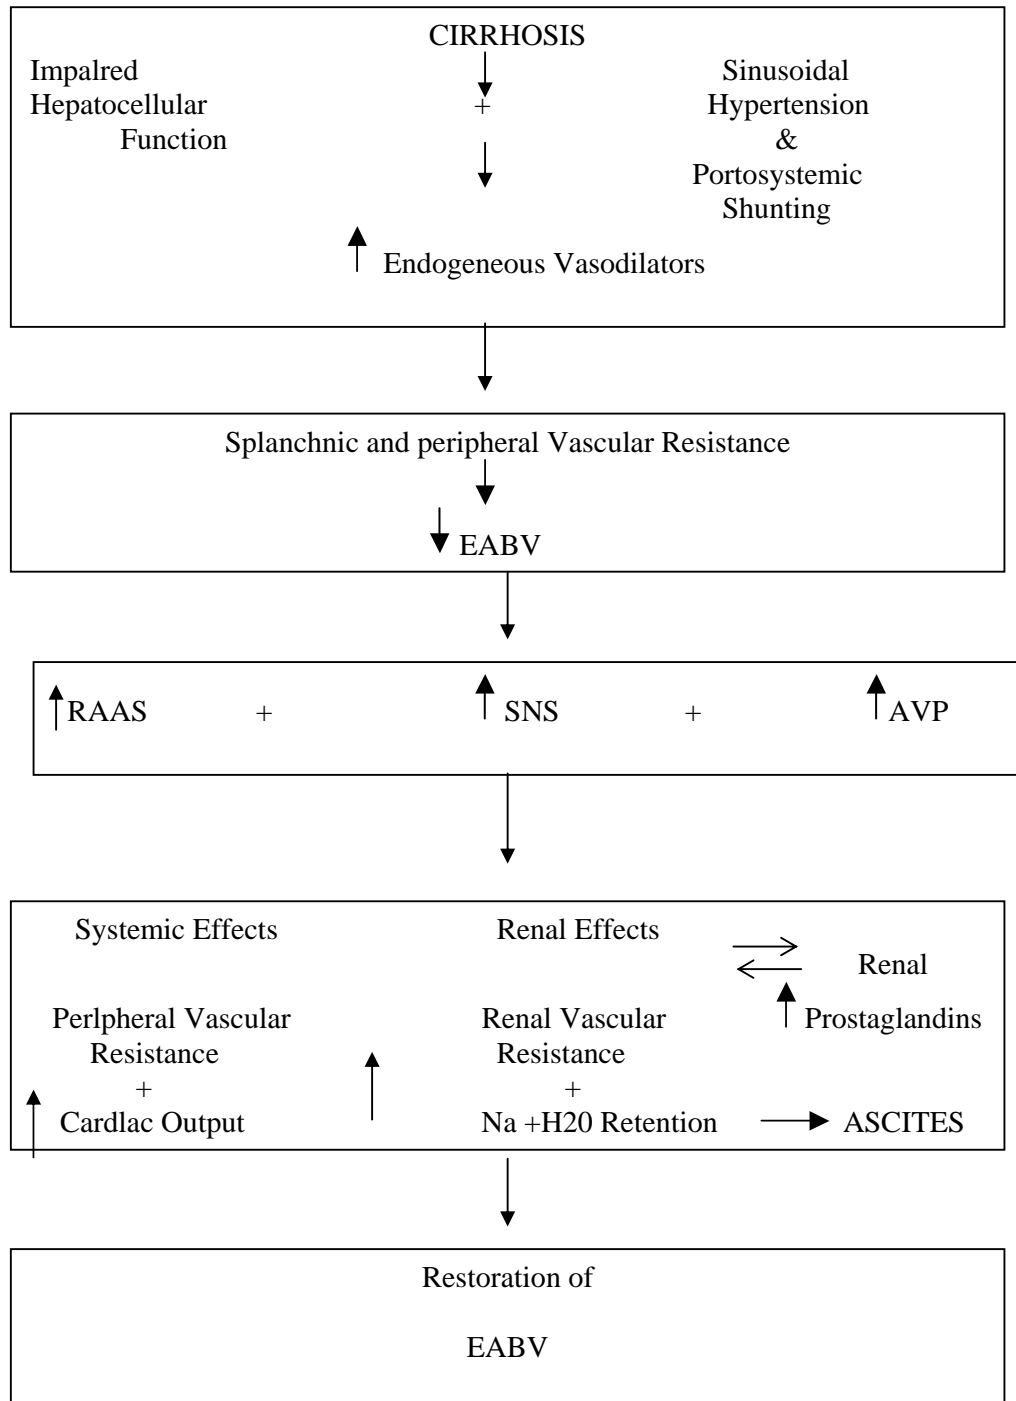 CIRRHOSIS
Impalred
Hepatocellular
Function
+
Sinusoidal
Hypertension
&
Portosystemic
Shunting
Endogeneous Vasodilators
Splanchnic and peripheral Vascular Resistance
EABV
RAAS + SNS + AVP
Systemic Effects
Perlpheral Vascular
Resistance
+
Cardlac Output
Renal Effects
Renal Vascular
Resistance
+
Na +H20 Retention
Renal
Prostaglandins
ASCITES
Restoration of
EABV